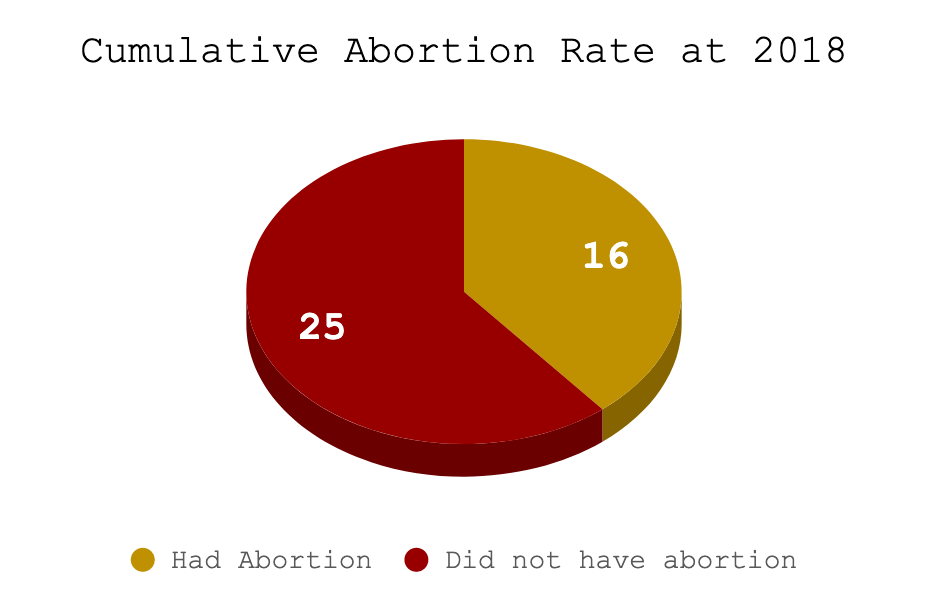 Cumulative Abortion Rate at 2018
16
25
Had Abortion Did not have abortion